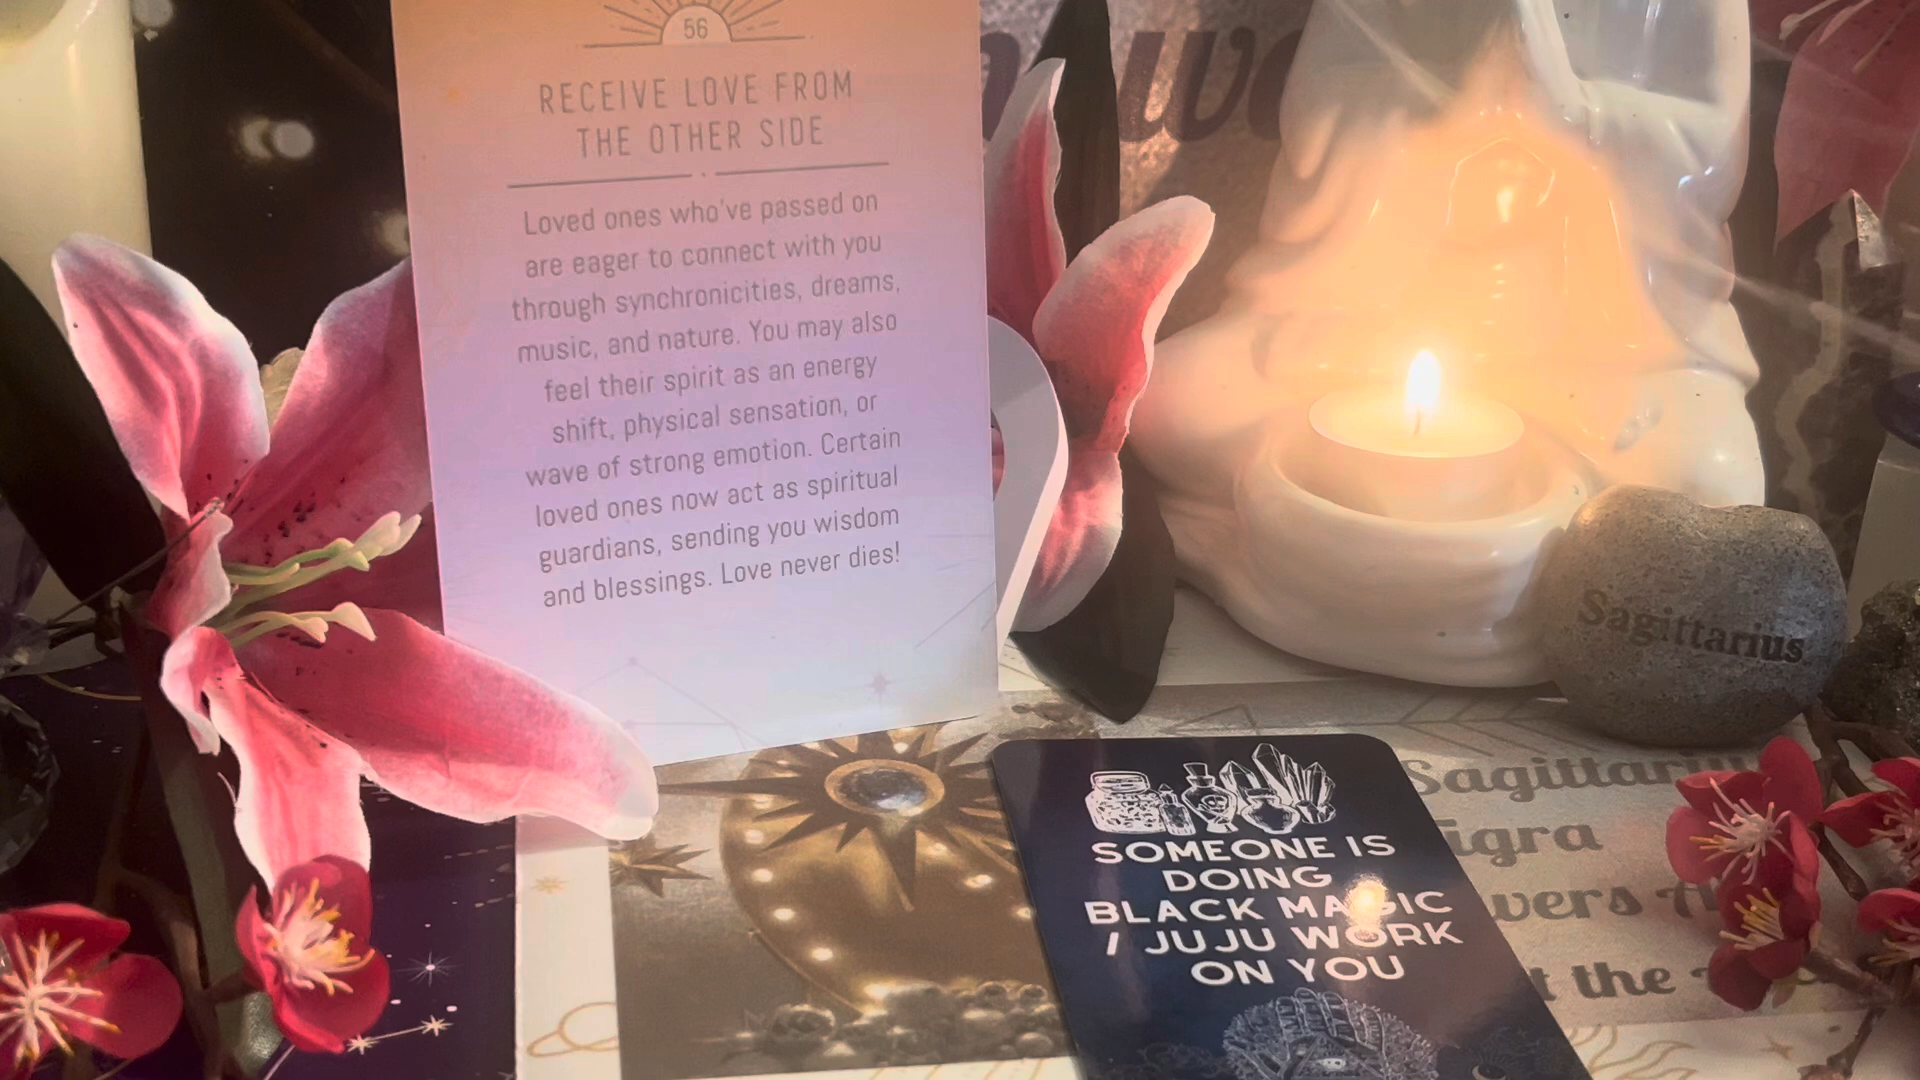 56
RECEIVE LOVE FROM
THE OTHER SIDE
Loved ones who've passed on
are eager to connect with you
through synchronicities, dreams,
music, and nature. You may also
feel their spirit as an energy
shift, physical sensation, or
wave of strong emotion. Certain
loved ones now act as spiritual
guardians, sending you wisdom
and blessings. Love never dies!
Sagittarius
SOMEONE IS
DOING
BLACK MAGIC
/ JUJU WORK
ON YOU
Sagittarius
the